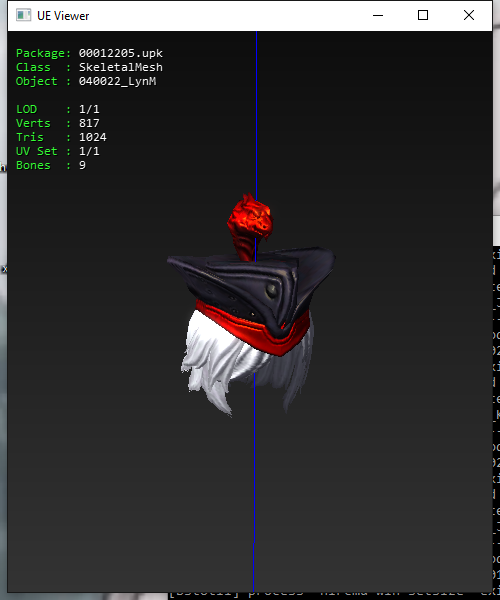 UE Viewer
Package: 00012205.upk
Class : SkeletalMesh
Object : 040022_LynM
LOD : 1/1
Verts : 817
Tris : 1024
UV Set : 1/1
Bones : 9